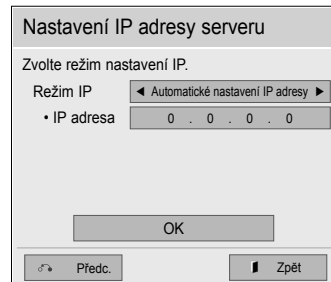 Nastavení IP adresy serveru
Zvolte režim nastavení IP.
Režim IP ◄ Automatické nastavení IP adresy ►
• IP adresa 0 . 0 . 0 . 0
OK
Předc. Zpět